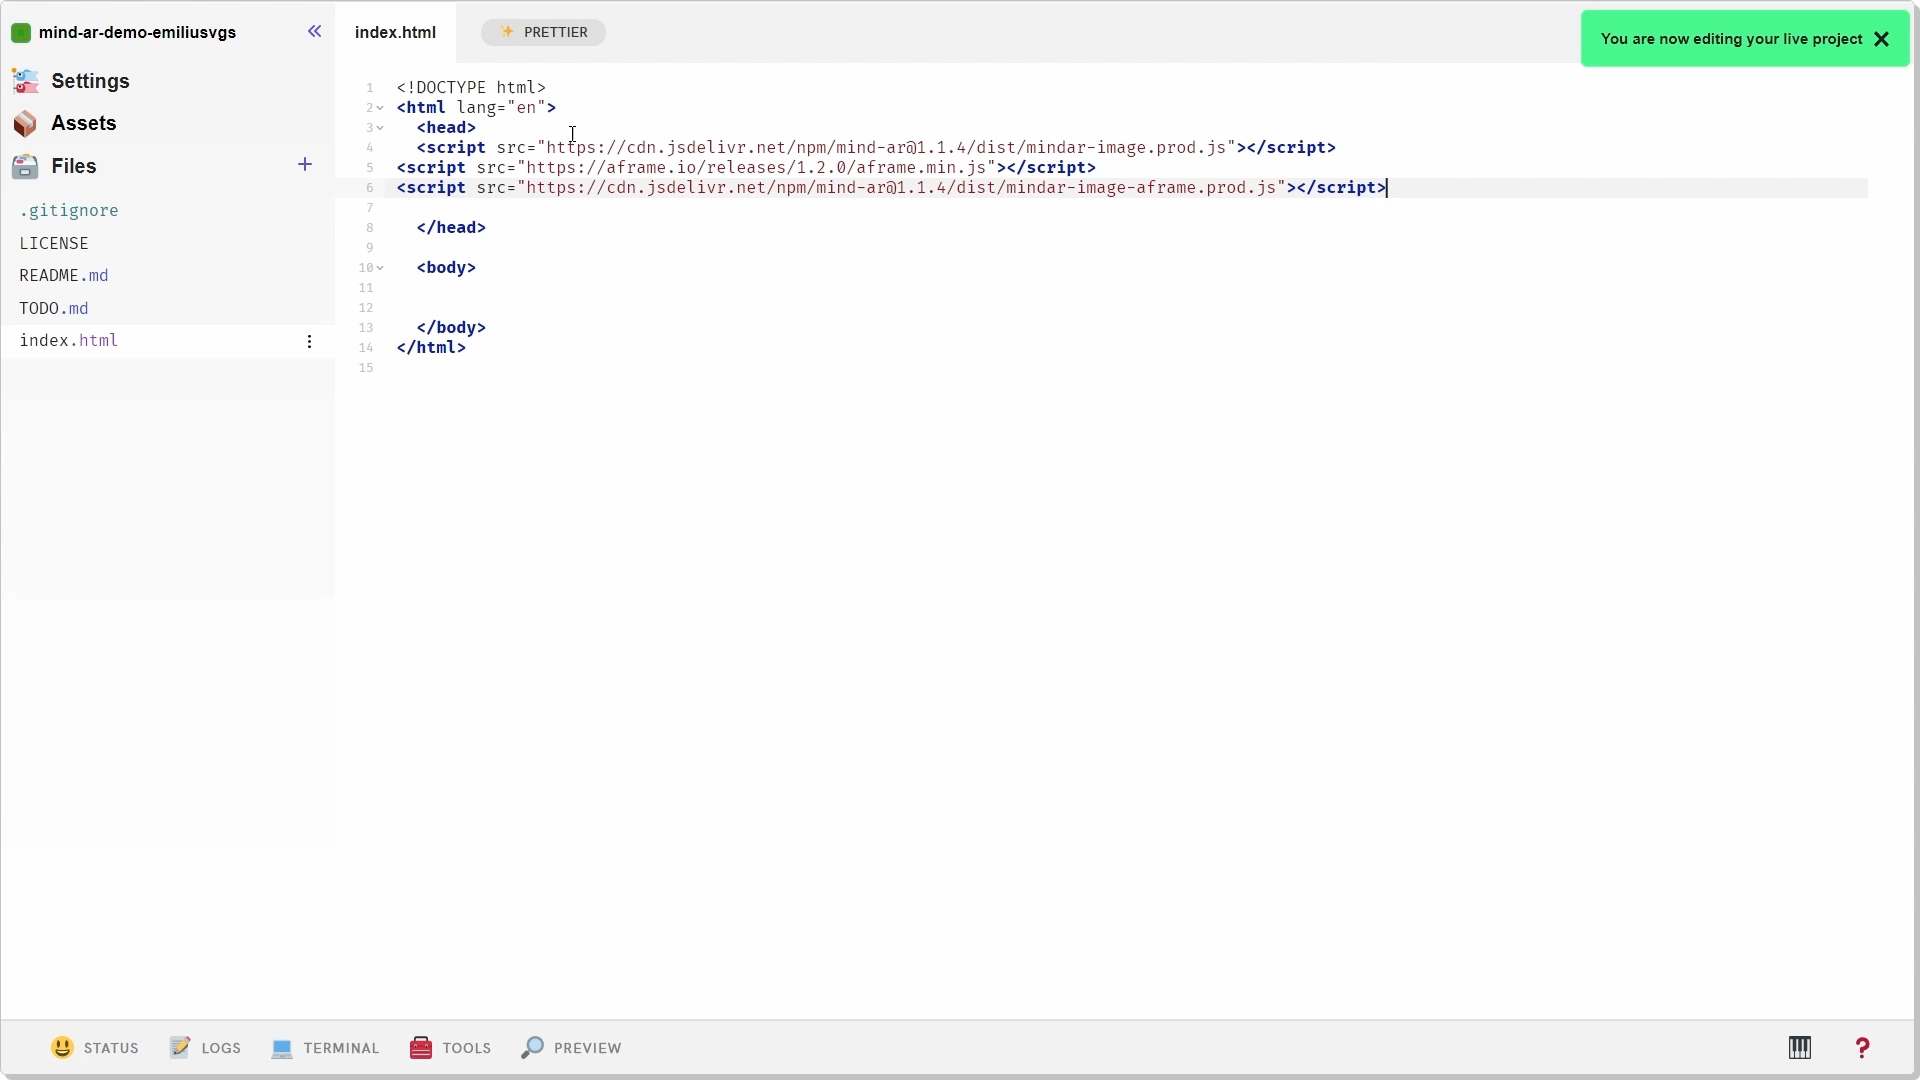 mind-ar-demo-emiliusvgs
Settings
Assets
Files
.gitignore
LICENSE
README.md
TODO.md
index.html
index.html
PRETTIER
You are now editing your live project
1 <!DOCTYPE html>
2 <html lang="en">
3 <head>
4 <script src="https://cdn.jsdelivr.net/npm/mind-ar@1.1.4/dist/mindar-image.prod.js"></script>
5 <script src="https://aframe.io/releases/1.2.0/aframe.min.js"></script>
6 <script src="https://cdn.jsdelivr.net/npm/mind-ar@1.1.4/dist/mindar-image-aframe.prod.js"></script>
7
8 </head>
9
10 <body>
11
12
13 </body>
14 </html>
15
STATUS
LOGS
TERMINAL
TOOLS
PREVIEW